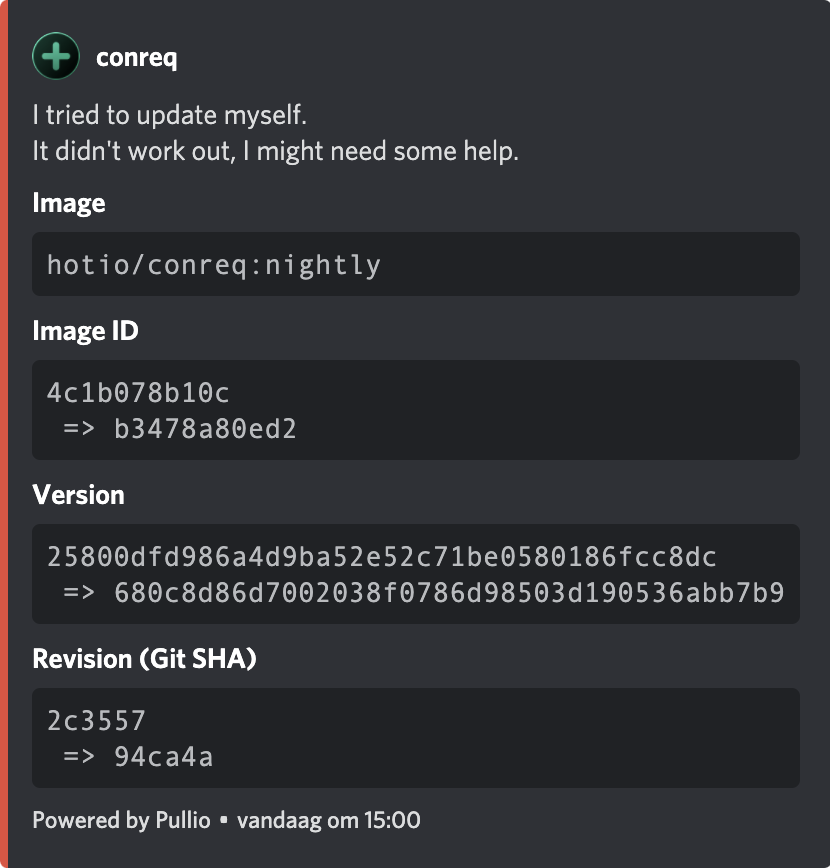 conreq
I tried to update myself.
It didn't work out, I might need some help.
Image
hotio/conreq:nightly
Image ID
4c1b078b10c
=> b3478a80ed2
Version
25800dfd986a4d9ba52e52c71be0580186fcc8dc
=> 680c8d86d7002038f0786d98503d190536abb7b9
Revision (Git SHA)
2c3557
=> 94ca4a
Powered by Pullio • vandaag om 15:00